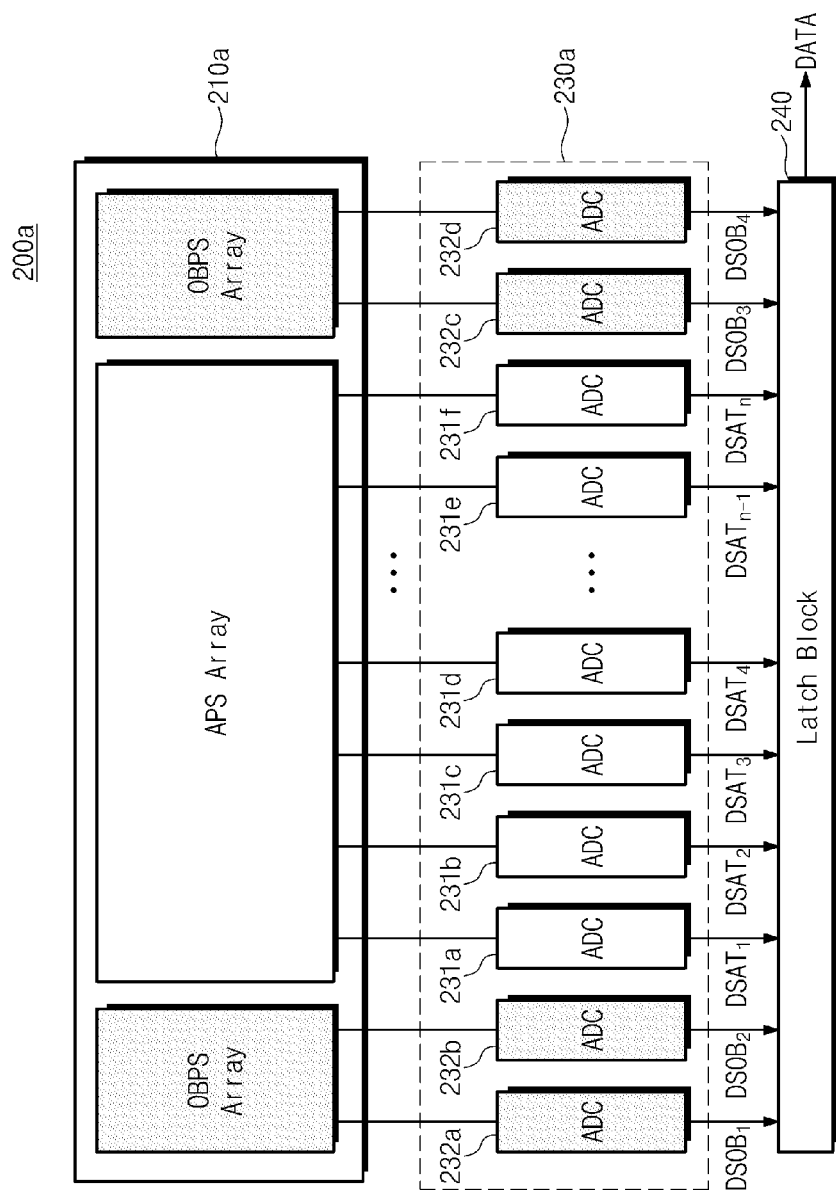 200a
210a
OBPS
Array
APS Array
OBPS
Array
...
230a
232a
232b
231a
231b
231c
231d
231e
231f
232c
232d
ADC
ADC
ADC
ADC
ADC
ADC
...
ADC
ADC
ADC
ADC
DSOB₁
DSOB₂
DSAT₁
DSAT₂
DSAT₃
DSAT₄
DSATₙ₋₁
DSATₙ
DSOB₃
DSOB₄
240
Latch Block
DATA